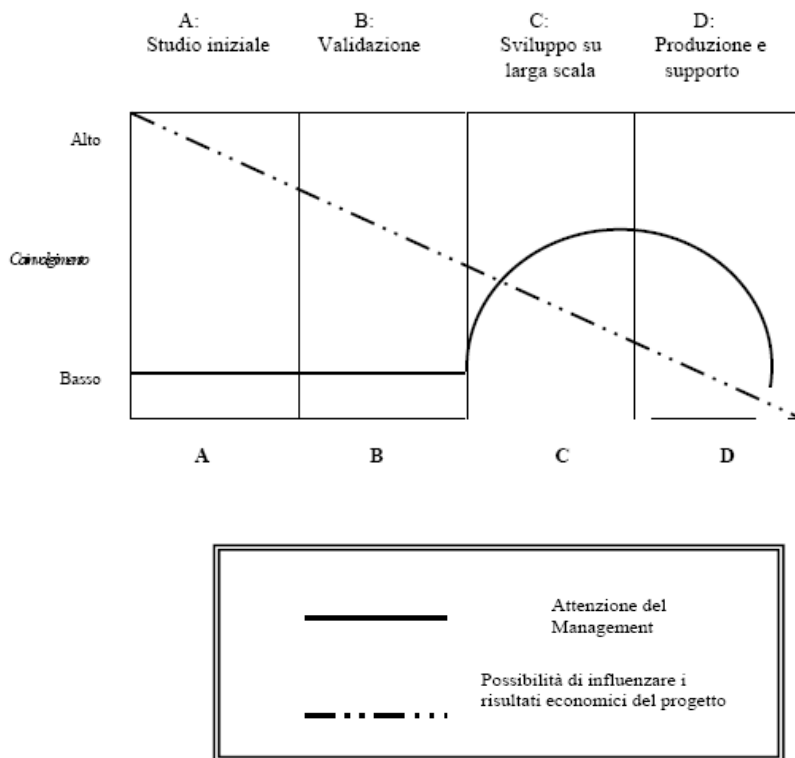 A:
Studio iniziale
B:
Validazione
C:
Sviluppo su
larga scala
D:
Produzione e
supporto
Alto
Coinvolgimento
Basso
A
B
C
D
Attenzione del
Management
Possibilità di influenzare i
risultati economici del progetto